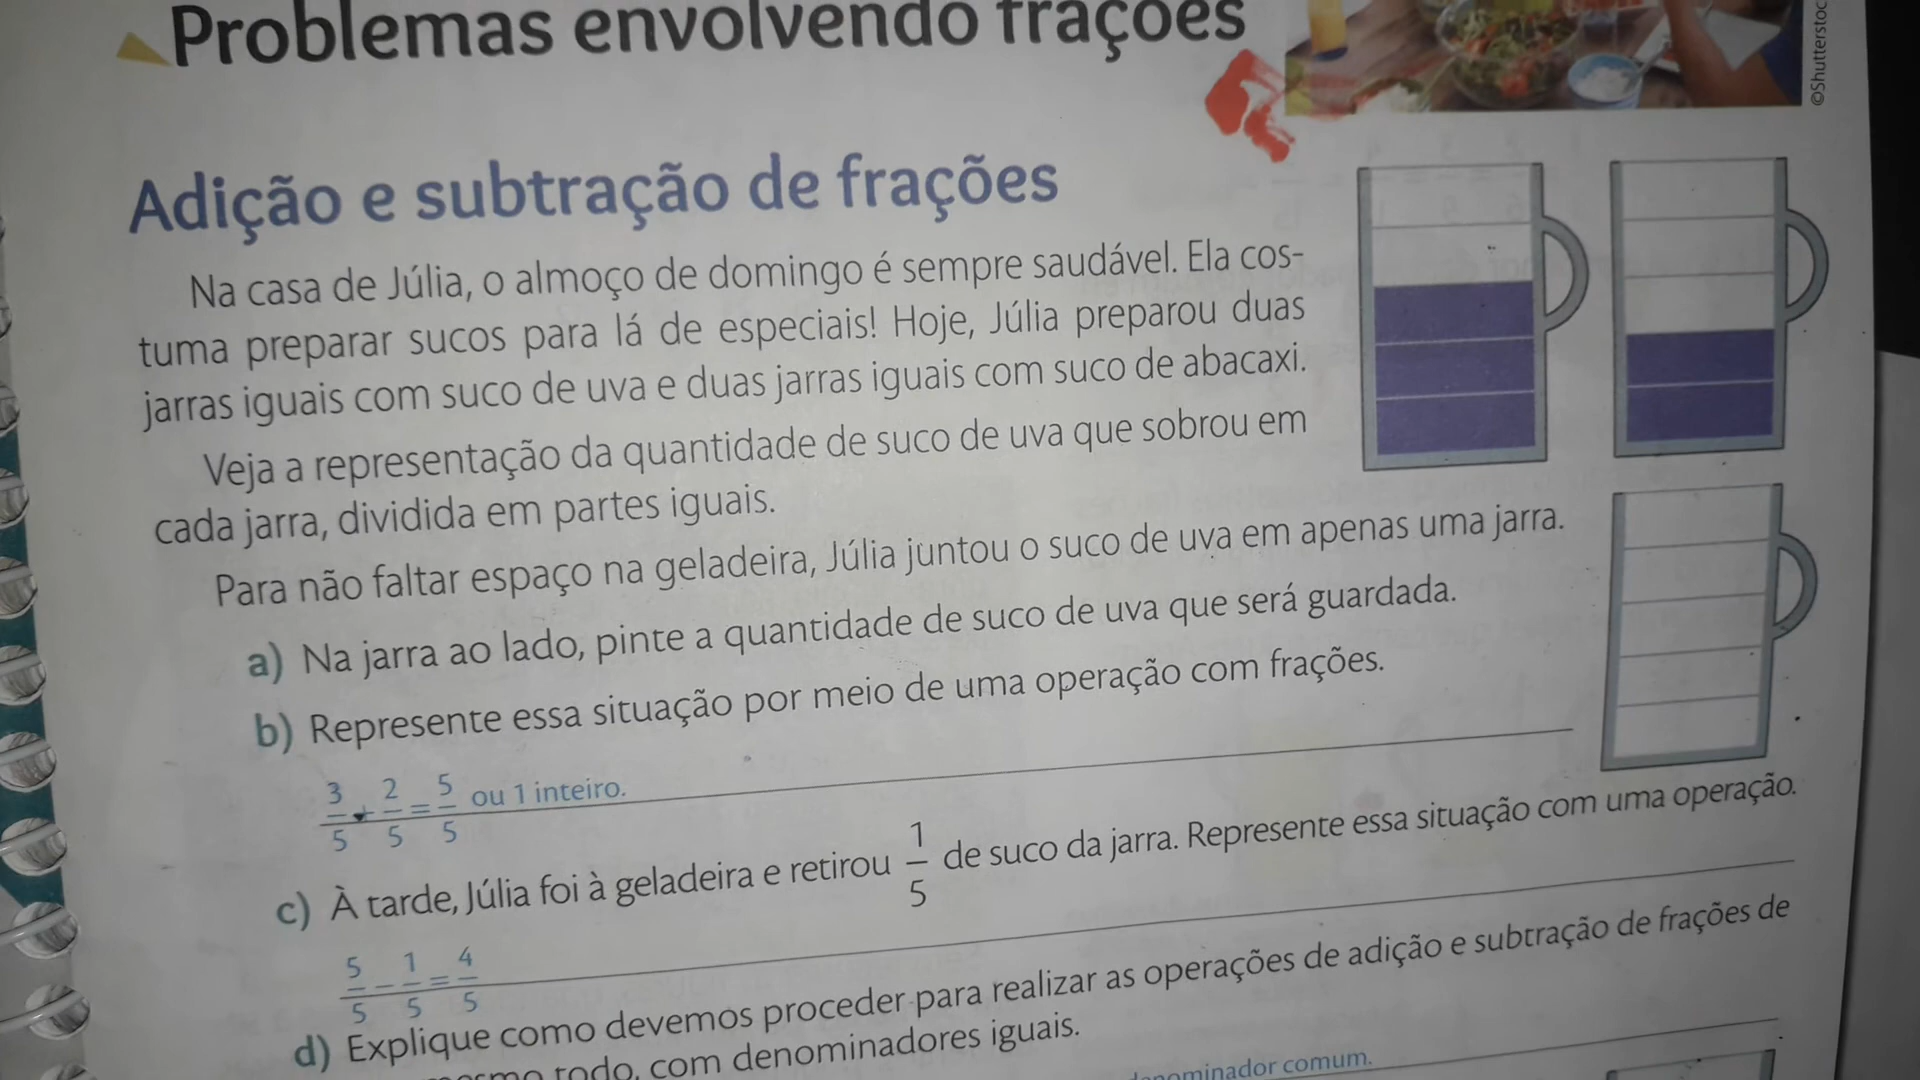 Problemas envolvendo frações
©Shutterstoc
Adição e subtração de frações
Na casa de Júlia, o almoço de domingo é sempre saudável. Ela cos-
tuma preparar sucos para lá de especiais! Hoje, Júlia preparou duas
jarras iguais com suco de uva e duas jarras iguais com suco de abacaxi.
Veja a representação da quantidade de suco de uva que sobrou em
cada jarra, dividida em partes iguais.
Para não faltar espaço na geladeira, Júlia juntou o suco de uva em apenas uma jarra.
a) Na jarra ao lado, pinte a quantidade de suco de uva que será guardada.
b) Represente essa situação por meio de uma operação com frações.
3/5 + 2/5 = 5/5 ou 1 inteiro.
c) À tarde, Júlia foi à geladeira e retirou 1/5 de suco da jarra. Represente essa situação com uma operação.
5/5 − 1/5 = 4/5
d) Explique como devemos proceder para realizar as operações de adição e subtração de frações de
todo, com denominadores iguais.
comum.